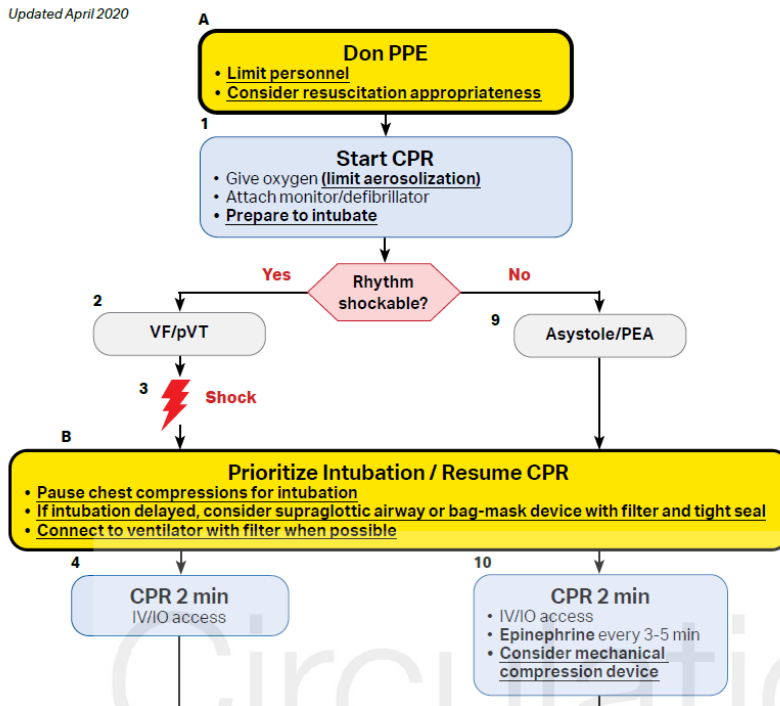 Updated April 2020
A
Don PPE
• Limit personnel
• Consider resuscitation appropriateness
1
Start CPR
• Give oxygen (limit aerosolization)
• Attach monitor/defibrillator
• Prepare to intubate
Yes
Rhythm
shockable?
No
2
VF/pVT
9
Asystole/PEA
3
Shock
B
Prioritize Intubation / Resume CPR
• Pause chest compressions for intubation
• If intubation delayed, consider supraglottic airway or bag-mask device with filter and tight seal
• Connect to ventilator with filter when possible
4
CPR 2 min
IV/IO access
10
CPR 2 min
• IV/IO access
• Epinephrine every 3-5 min
• Consider mechanical
compression device